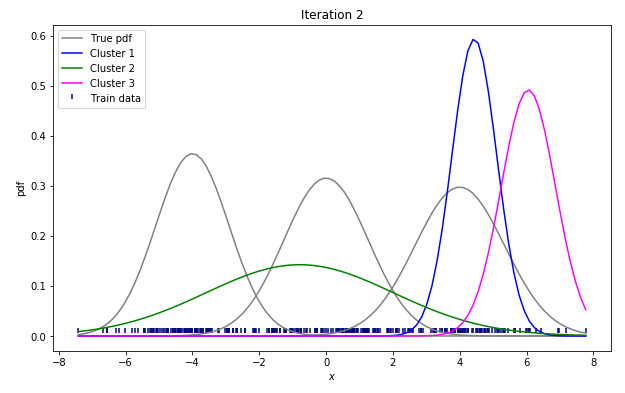 Iteration 2
True pdf
Cluster 1
Cluster 2
Cluster 3
Train data
pdf
0.6
0.5
0.4
0.3
0.2
0.1
0.0
−8
−6
−4
−2
0
2
4
6
8
x